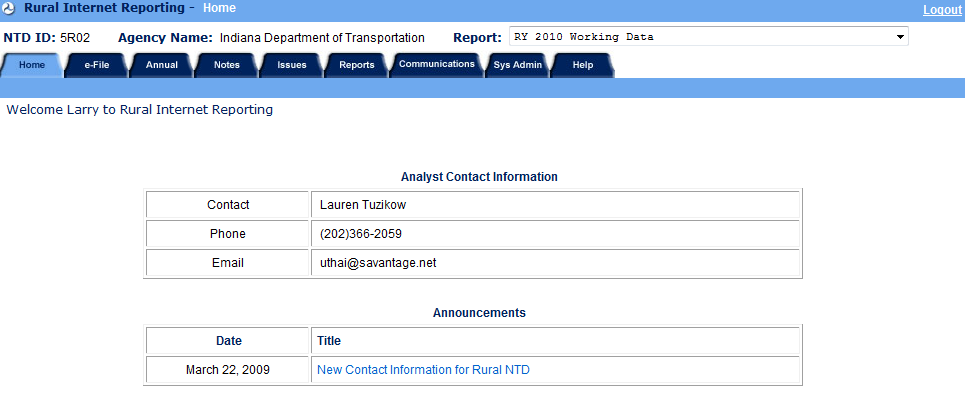 Rural Internet Reporting - Home
Logout
NTD ID: 5R02 Agency Name: Indiana Department of Transportation Report: RY 2010 Working Data
Home e-File Annual Notes Issues Reports Communications Sys Admin Help
Welcome Larry to Rural Internet Reporting
Analyst Contact Information
Contact Lauren Tuzikow
Phone (202)366-2059
Email uthai@savantage.net
Announcements
Date Title
March 22, 2009 New Contact Information for Rural NTD